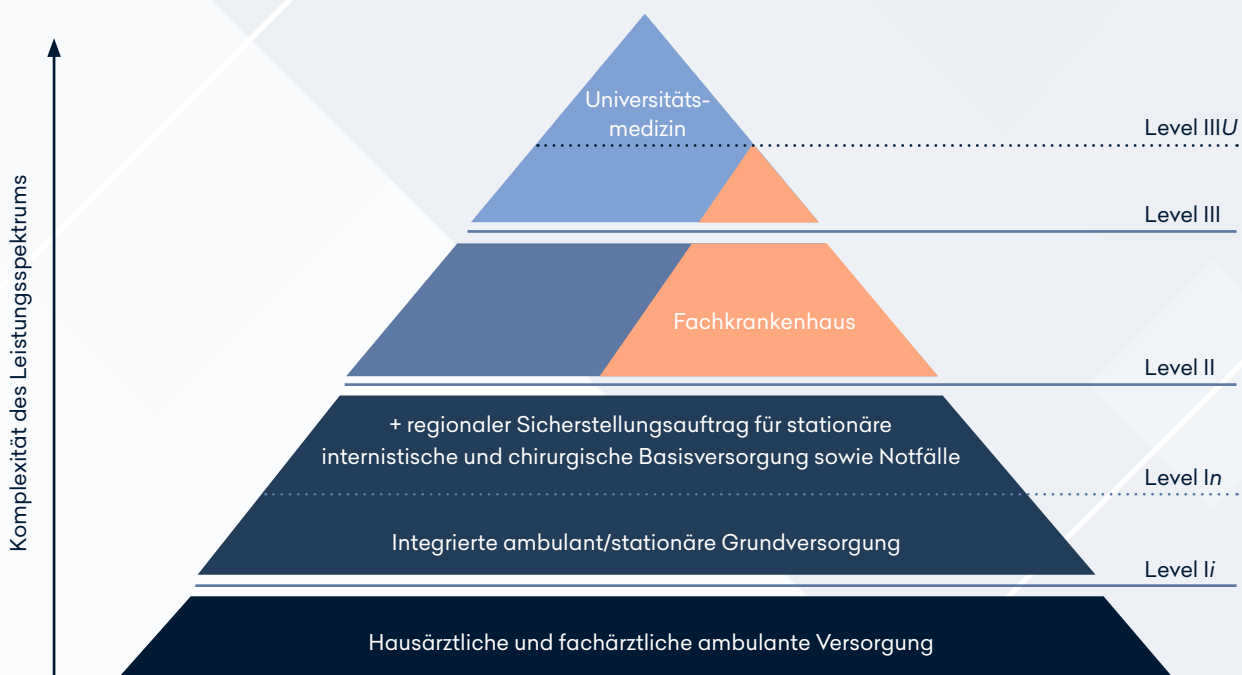 Universitäts-
medizin
Level IIIU
Level III
Fachkrankenhaus
Level II
+ regionaler Sicherstellungsauftrag für stationäre
internistische und chirurgische Basisversorgung sowie Notfälle
Level In
Integrierte ambulant/stationäre Grundversorgung
Level Ii
Hausärztliche und fachärztliche ambulante Versorgung
Komplexität des Leistungsspektrums